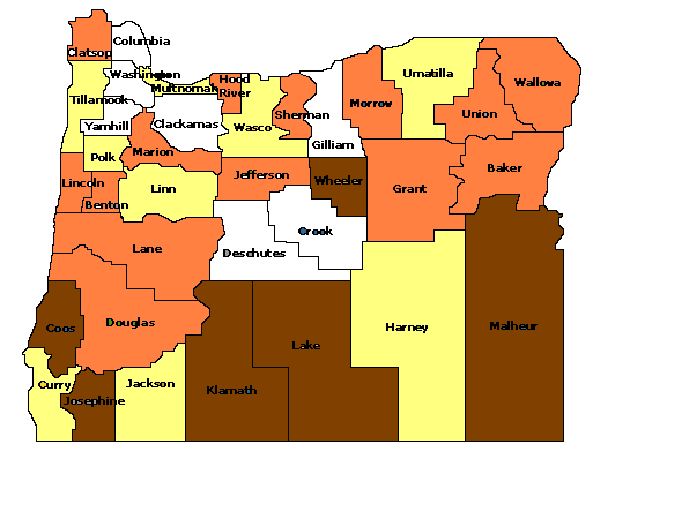 Columbia
Clatsop
Washington
Hood
River
Multnomah
Umatilla
Wallowa
Tillamook
Morrow
Sherman
Union
Yamhill
Clackamas
Wasco
Gilliam
Polk
Marion
Baker
Lincoln
Linn
Jefferson
Wheeler
Grant
Benton
Crook
Lane
Deschutes
Coos
Douglas
Harney
Malheur
Lake
Curry
Jackson
Klamath
Josephine